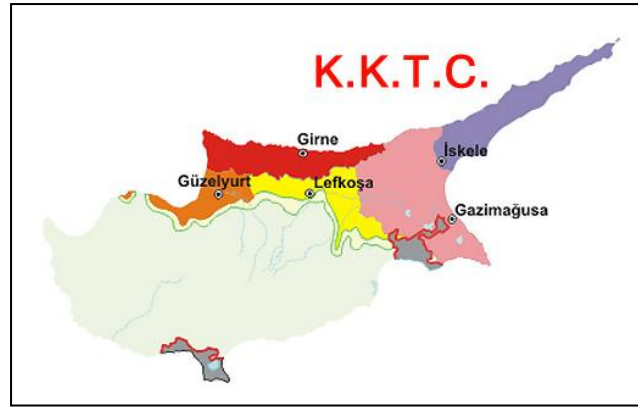 K.K.T.C.
Girne
İskele
Güzelyurt
Lefkoşa
Gazimağusa